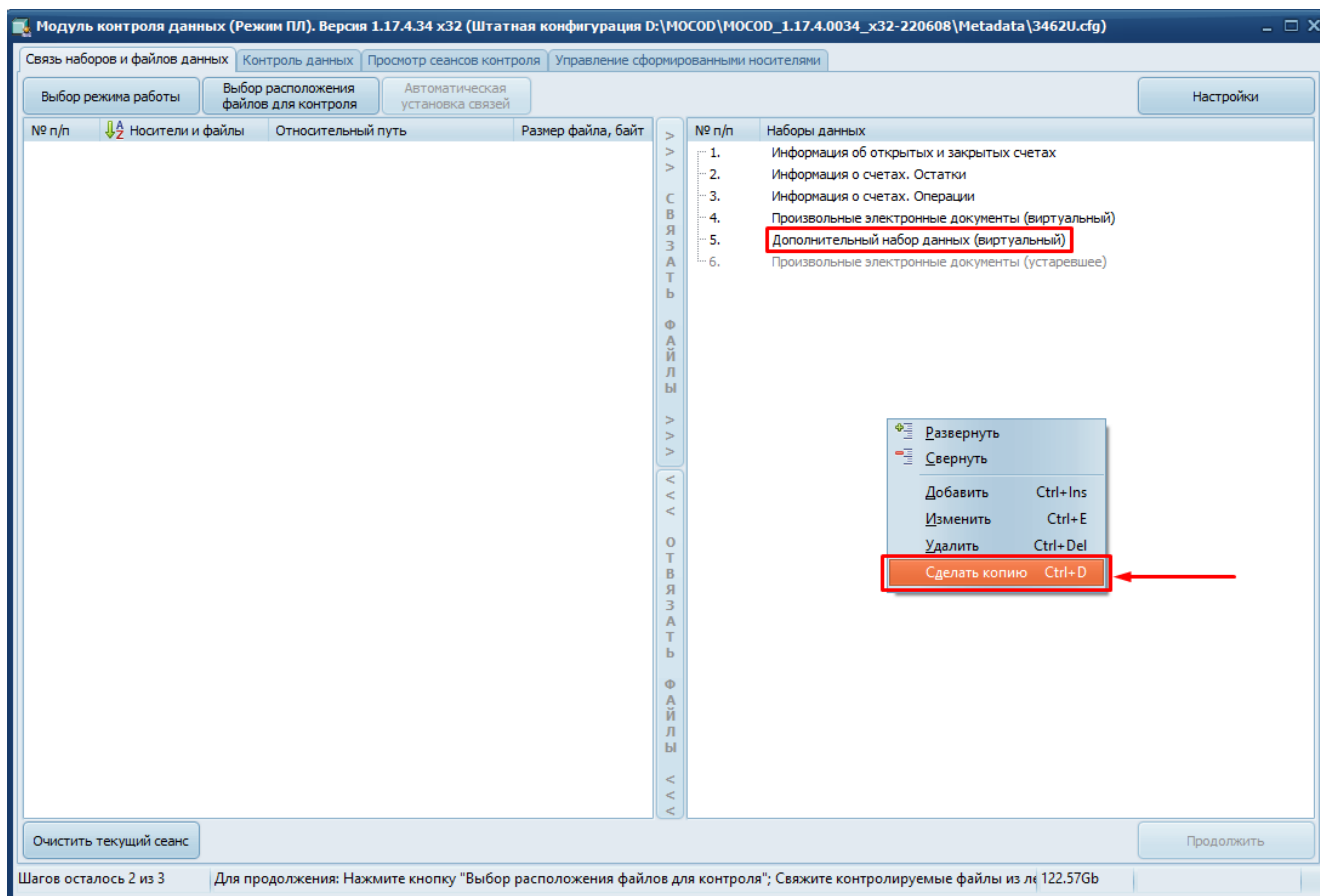 Модуль контроля данных (Режим ПЛ). Версия 1.17.4.34 x32 (Штатная конфигурация D:\MOCOD\MOCOD_1.17.4.0034_x32-220608\Metadata\3462U.cfg)
Связь наборов и файлов данных Контроль данных Просмотр сеансов контроля Управление сформированными носителями
Выбор режима работы
Выбор расположения
файлов для контроля
Автоматическая
установка связей
Настройки
№ п/п Носители и файлы Относительный путь Размер файла, байт
№ п/п Наборы данных
1. Информация об открытых и закрытых счетах
2. Информация о счетах. Остатки
3. Информация о счетах. Операции
4. Произвольные электронные документы (виртуальный)
5. Дополнительный набор данных (виртуальный)
6. Произвольные электронные документы (устаревшее)
> > > СВЯЗАТЬ ФАЙЛЫ > > >
< < < ОТВЯЗАТЬ ФАЙЛЫ < < <
Развернуть
Свернуть
Добавить Ctrl+Ins
Изменить Ctrl+E
Удалить Ctrl+Del
Сделать копию Ctrl+D
Очистить текущий сеанс
Продолжить
Шагов осталось 2 из 3 Для продолжения: Нажмите кнопку "Выбор расположения файлов для контроля"; Свяжите контролируемые файлы из ле 122.57Gb